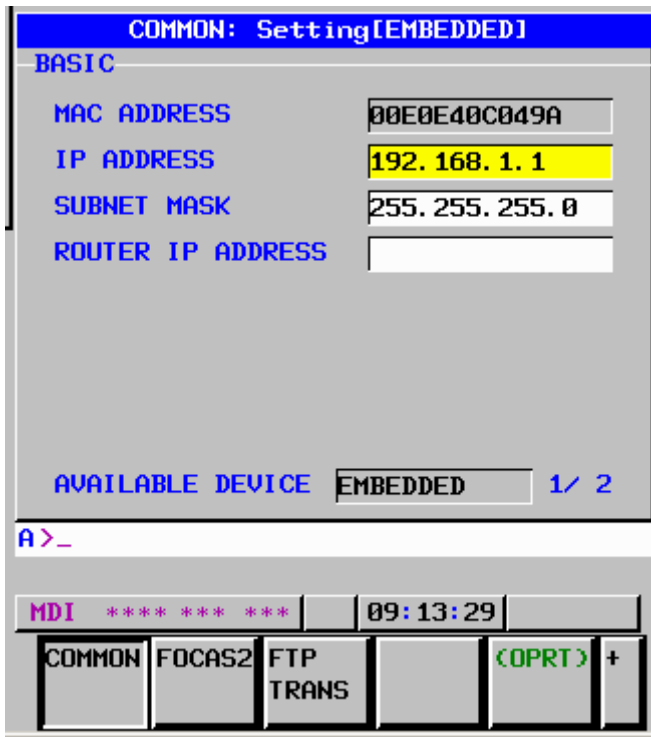 COMMON: Setting[EMBEDDED]
BASIC
MAC ADDRESS 00E0E40C049A
IP ADDRESS 192.168.1.1
SUBNET MASK 255.255.255.0
ROUTER IP ADDRESS
AVAILABLE DEVICE EMBEDDED 1/ 2
A>_
MDI **** *** *** 09:13:29
COMMON FOCAS2 FTP TRANS (OPRT) +